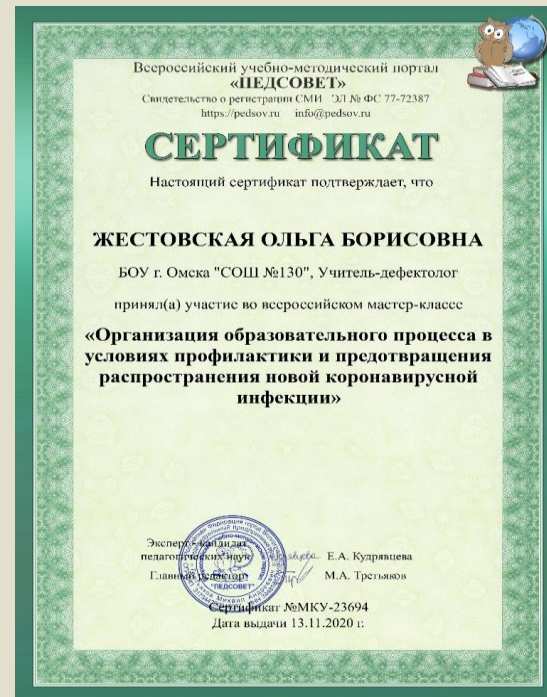 Всероссийский учебно-методический портал
«ПЕДСОВЕТ»
Свидетельство о регистрации СМИ ЭЛ № ФС 77-72387
https://pedsov.ru info@pedsov.ru
СЕРТИФИКАТ
Настоящий сертификат подтверждает, что
ЖЕСТОВСКАЯ ОЛЬГА БОРИСОВНА
БОУ г. Омска "СОШ №130", Учитель-дефектолог
принял(а) участие во всероссийском мастер-классе
«Организация образовательного процесса в
условиях профилактики и предотвращения
распространения новой коронавирусной
инфекции»
Эксперт - кандидат
педагогических наук Е.А. Кудрявцева
Главный редактор М.А. Третьяков
"ПЕДСОВЕТ"
Сертификат №МКУ-23694
Дата выдачи 13.11.2020 г.